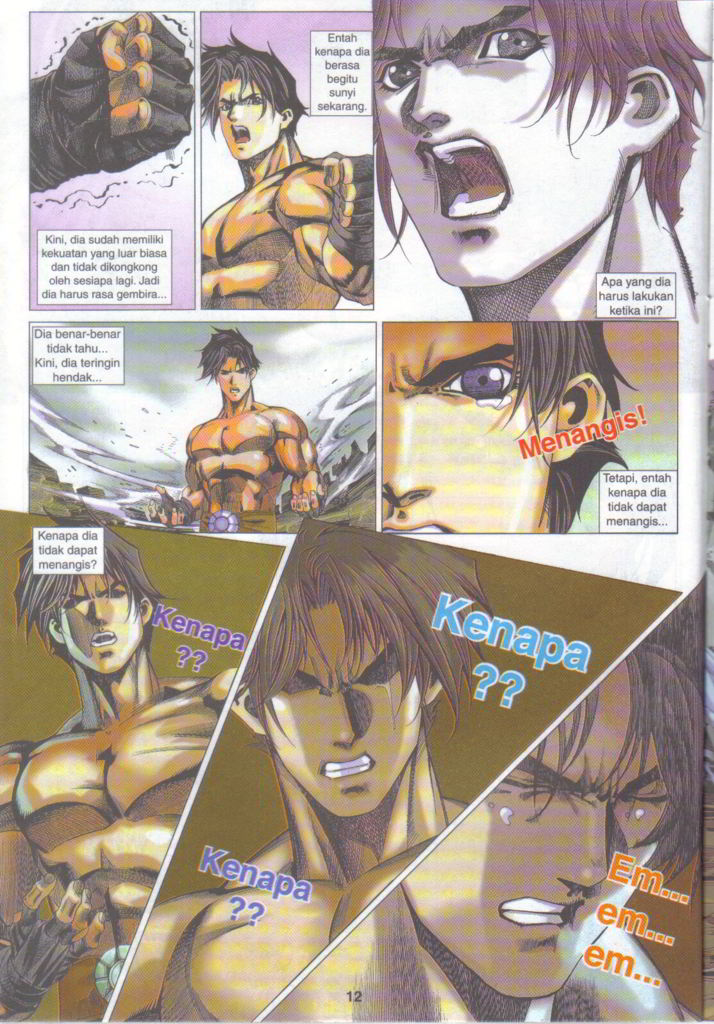 Kini, dia sudah memiliki
kekuatan yang luar biasa
dan tidak dikongkong
oleh sesiapa lagi. Jadi
dia harus rasa gembira...
Entah
kenapa dia
berasa
begitu
sunyi
sekarang.
Apa yang dia
harus lakukan
ketika ini?
Dia benar-benar
tidak tahu...
Kini, dia teringin
hendak...
Menangis!
Tetapi, entah
kenapa dia
dapat
menangis...
Kenapa dia
tidak dapat
menangis?
Kenapa
??
Kenapa
??
Kenapa
??
Em...
em...
em...
12